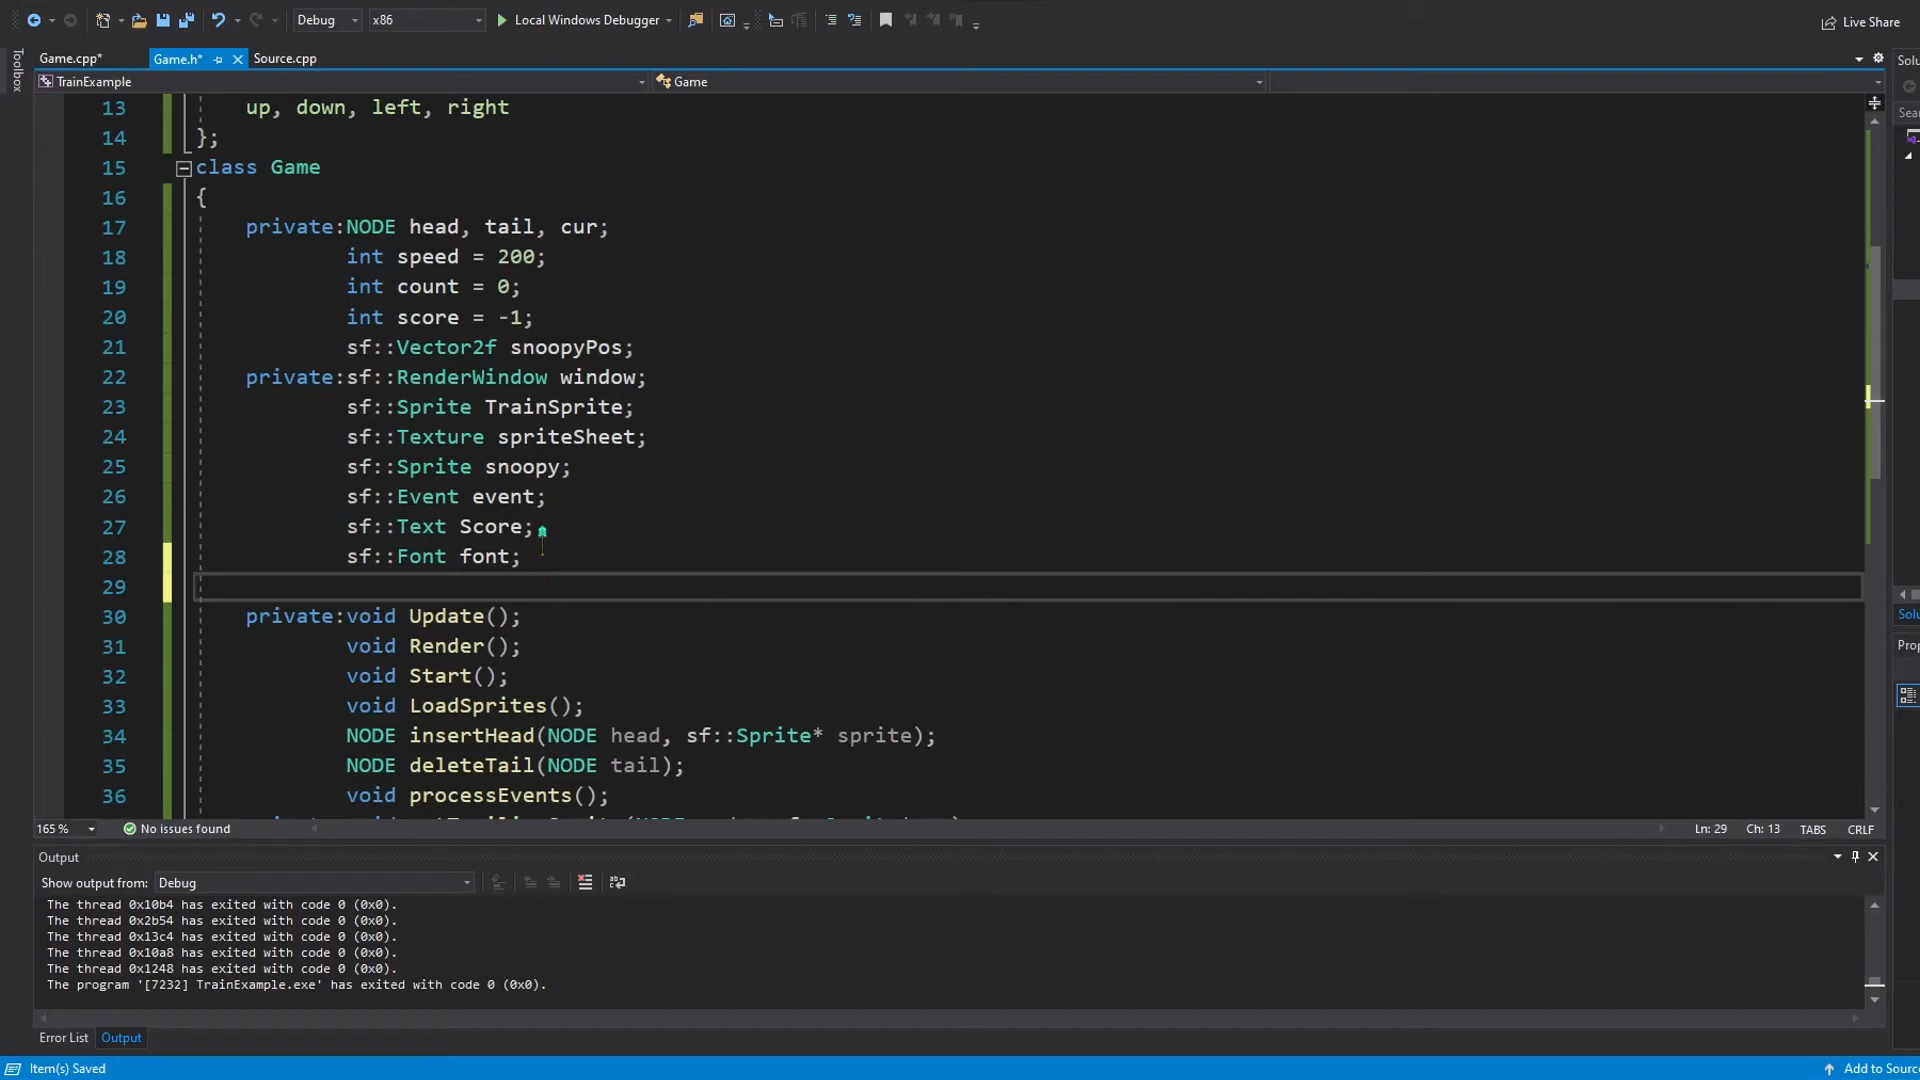 Debug x86 Local Windows Debugger Live Share
Game.cpp* Game.h* Source.cpp Solu
Toolbox
TrainExample Game
Sear
13 up, down, left, right
14 };
15 class Game
16 {
17 private:NODE head, tail, cur;
18 int speed = 200;
19 int count = 0;
20 int score = -1;
21 sf::Vector2f snoopyPos;
22 private:sf::RenderWindow window;
23 sf::Sprite TrainSprite;
24 sf::Texture spriteSheet;
25 sf::Sprite snoopy;
26 sf::Event event;
27 sf::Text Score;
28 sf::Font font;
29
30 private:void Update();
31 void Render();
32 void Start();
33 void LoadSprites();
34 NODE insertHead(NODE head, sf::Sprite* sprite);
35 NODE deleteTail(NODE tail);
36 void processEvents();
Solu
Prop
165 % No issues found Ln: 29 Ch: 13 TABS CRLF
Output
Show output from: Debug
The thread 0x10b4 has exited with code 0 (0x0).
The thread 0x2b54 has exited with code 0 (0x0).
The thread 0x13c4 has exited with code 0 (0x0).
The thread 0x10a8 has exited with code 0 (0x0).
The thread 0x1248 has exited with code 0 (0x0).
The program '[7232] TrainExample.exe' has exited with code 0 (0x0).
Error List Output
Item(s) Saved Add to Sourc